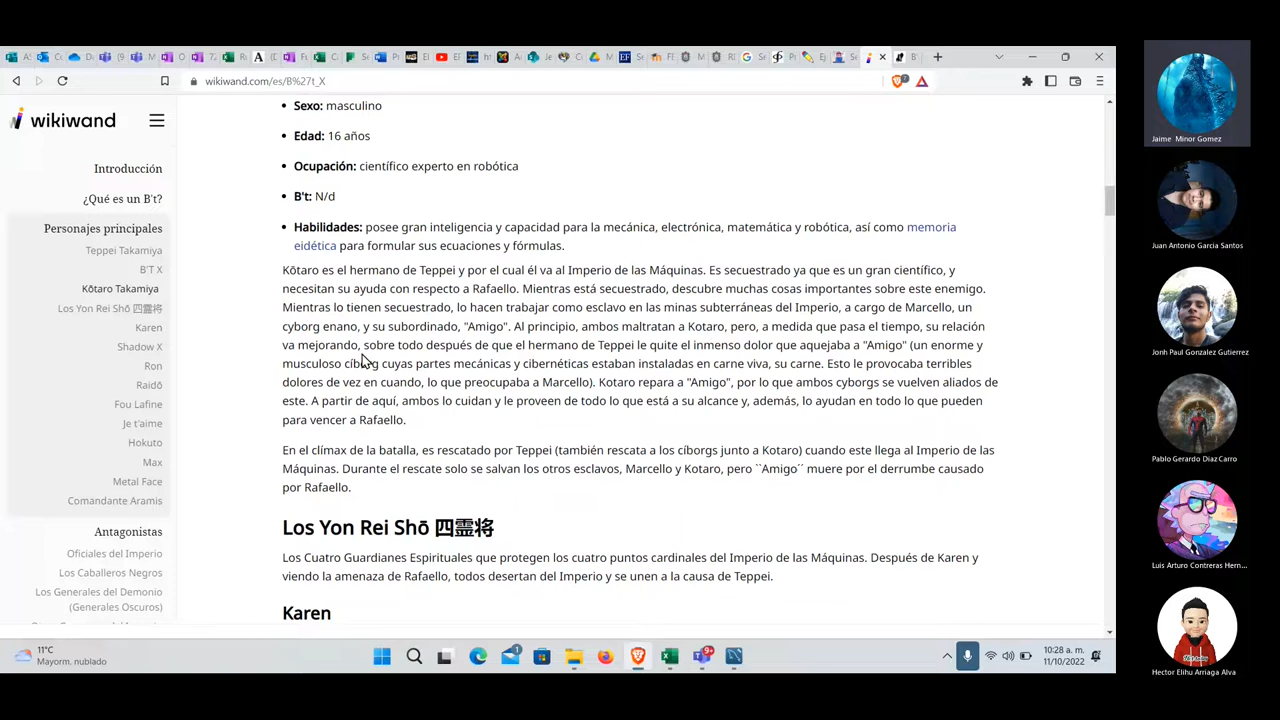 wikiwand.com/es/B%27t_X
wikiwand
Introducción
¿Qué es un B't?
Personajes principales
Teppei Takamiya
B'T X
Kōtaro Takamiya
Los Yon Rei Shō 四霊将
Karen
Shadow X
Ron
Raidō
Fou Lafine
Je t'aime
Hokuto
Max
Metal Face
Comandante Aramis
Antagonistas
Oficiales del Imperio
Los Caballeros Negros
Los Generales del Demonio
(Generales Oscuros)
Sexo: masculino
Edad: 16 años
Ocupación: científico experto en robótica
B't: N/d
Habilidades: posee gran inteligencia y capacidad para la mecánica, electrónica, matemática y robótica, así como memoria
eidética para formular sus ecuaciones y fórmulas.
Kōtaro es el hermano de Teppei y por el cual él va al Imperio de las Máquinas. Es secuestrado ya que es un gran científico, y
necesitan su ayuda con respecto a Rafaello. Mientras está secuestrado, descubre muchas cosas importantes sobre este enemigo.
Mientras lo tienen secuestrado, lo hacen trabajar como esclavo en las minas subterráneas del Imperio, a cargo de Marcello, un
cyborg enano, y su subordinado, "Amigo". Al principio, ambos maltratan a Kotaro, pero, a medida que pasa el tiempo, su relación
va mejorando, sobre todo después de que el hermano de Teppei le quite el inmenso dolor que aquejaba a "Amigo" (un enorme y
musculoso cíborg cuyas partes mecánicas y cibernéticas estaban instaladas en carne viva, su carne. Esto le provocaba terribles
dolores de vez en cuando, lo que preocupaba a Marcello). Kotaro repara a "Amigo", por lo que ambos cyborgs se vuelven aliados de
este. A partir de aquí, ambos lo cuidan y le proveen de todo lo que está a su alcance y, además, lo ayudan en todo lo que pueden
para vencer a Rafaello.
En el clímax de la batalla, es rescatado por Teppei (también rescata a los cíborgs junto a Kotaro) cuando este llega al Imperio de las
Máquinas. Durante el rescate solo se salvan los otros esclavos, Marcello y Kotaro, pero ``Amigo´´ muere por el derrumbe causado
por Rafaello.
Los Yon Rei Shō 四霊将
Los Cuatro Guardianes Espirituales que protegen los cuatro puntos cardinales del Imperio de las Máquinas. Después de Karen y
viendo la amenaza de Rafaello, todos desertan del Imperio y se unen a la causa de Teppei.
Karen
11°C
Mayorm. nublado
10:28 a. m.
11/10/2022
Jaime Minor Gomez
Juan Antonio Garcia Santos
Jonh Paul Gonzalez Gutierrez
Pablo Gerardo Diaz Carro
Luis Arturo Contreras Hern...
Hector Elihu Arriaga Alva